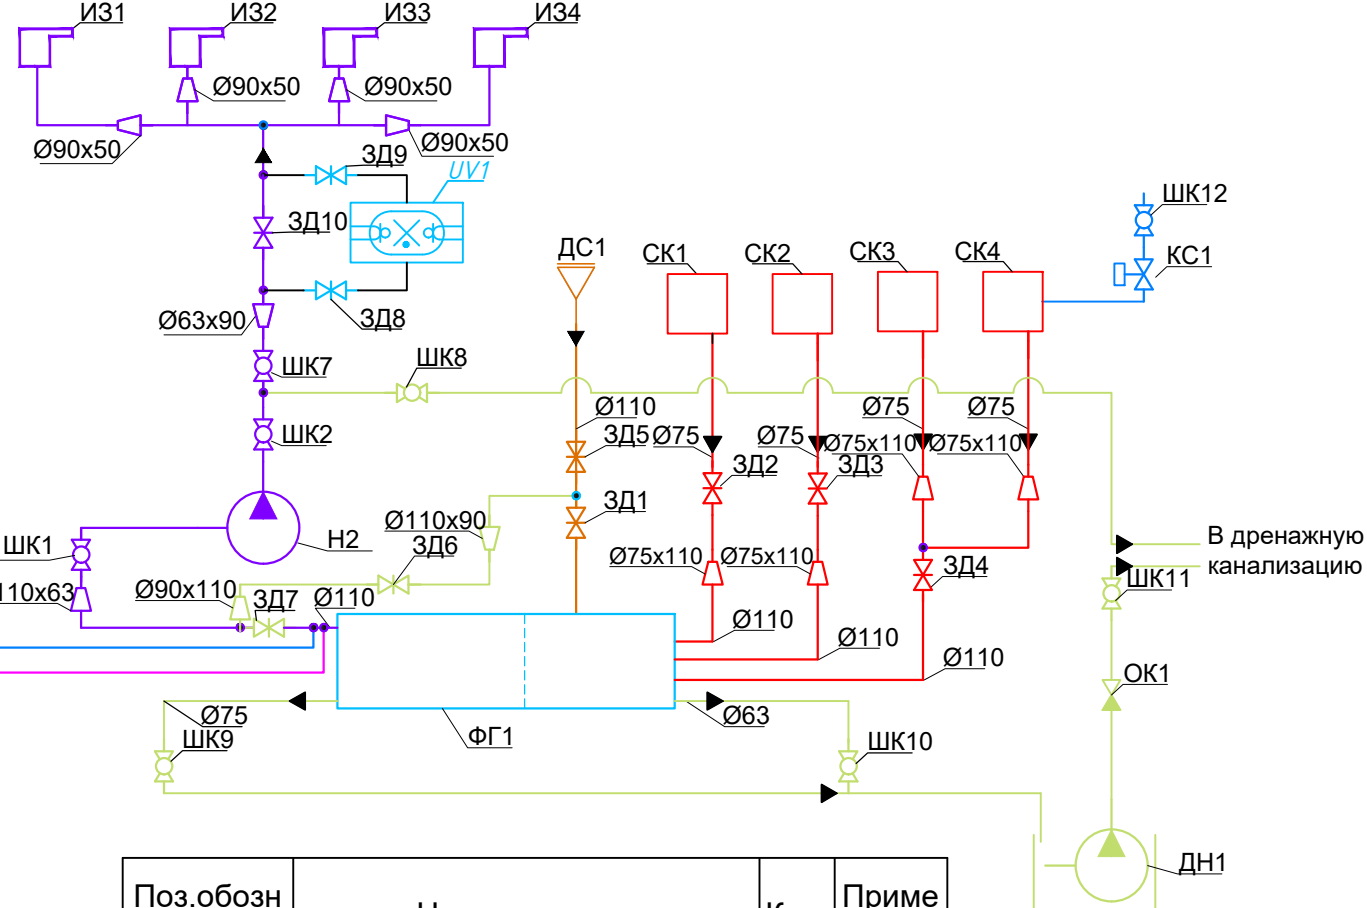 ИЗ1
ИЗ2
ИЗ3
ИЗ4
Ø90x50
Ø90x50
Ø90x50
Ø90x50
ЗД9
UV1
ШК12
ЗД10
ДС1
СК1
СК2
СК3
СК4
КС1
Ø63x90
ЗД8
ШК7
ШК8
Ø110
Ø75
Ø75
ШК2
ЗД5
Ø75
Ø75
Ø75x110
Ø75x110
ЗД2
ЗД3
ЗД1
Ø110x90
ШК1
Н2
ЗД6
В дренажную
канализацию
Ø75x110
Ø75x110
ЗД4
ШК11
110x63
Ø90x110
ЗД7
Ø110
Ø110
Ø110
Ø110
ОК1
Ø75
Ø63
ШК9
ФГ1
ШК10
ДН1
Поз.обозн
Приме